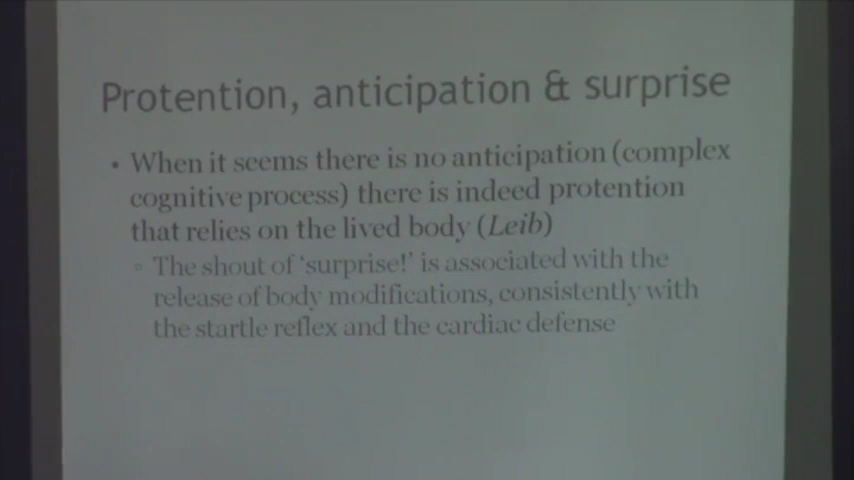 Protention, anticipation & surprise
• When it seems there is no anticipation (complex
cognitive process) there is indeed protention
that relies on the lived body (Leib)
▫ The shout of ‘surprise!’ is associated with the
release of body modifications, consistently with
the startle reflex and the cardiac defense